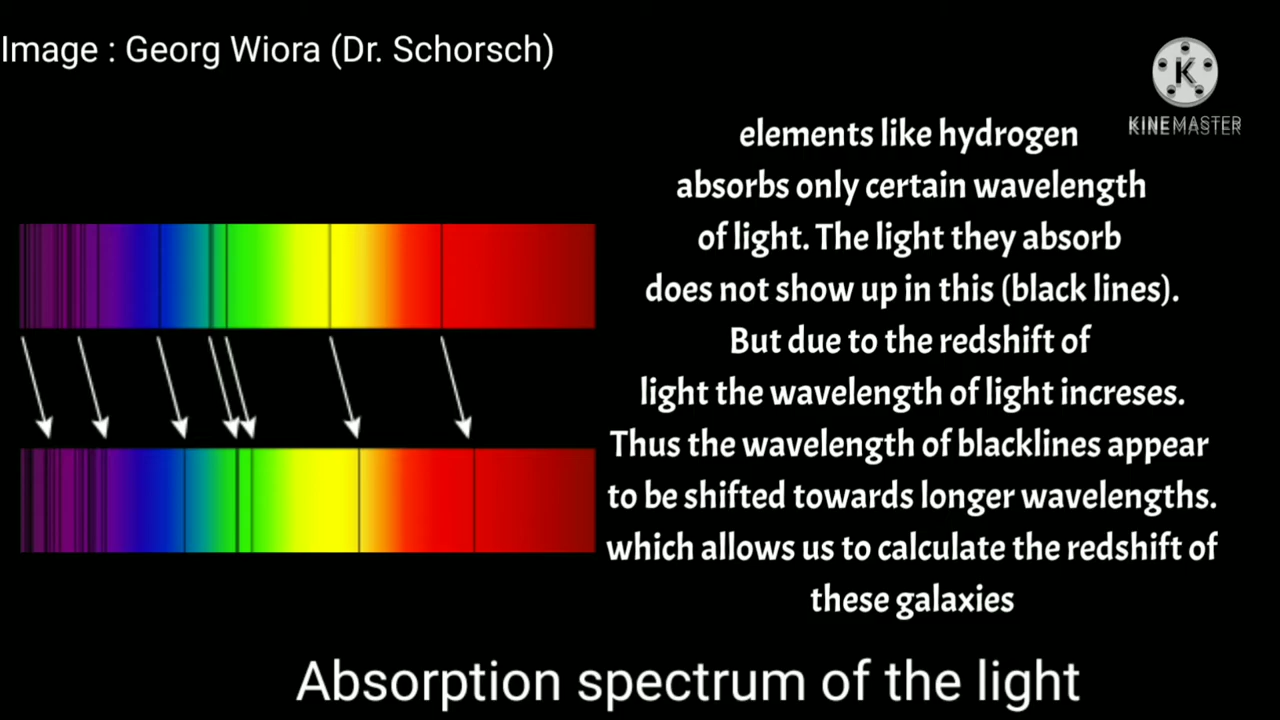 Image : Georg Wiora (Dr. Schorsch)
K
KINEMASTER
elements like hydrogen
absorbs only certain wavelength
of light. The light they absorb
does not show up in this (black lines).
But due to the redshift of
light the wavelength of light increses.
Thus the wavelength of blacklines appear
to be shifted towards longer wavelengths.
which allows us to calculate the redshift of
these galaxies
Absorption spectrum of the light